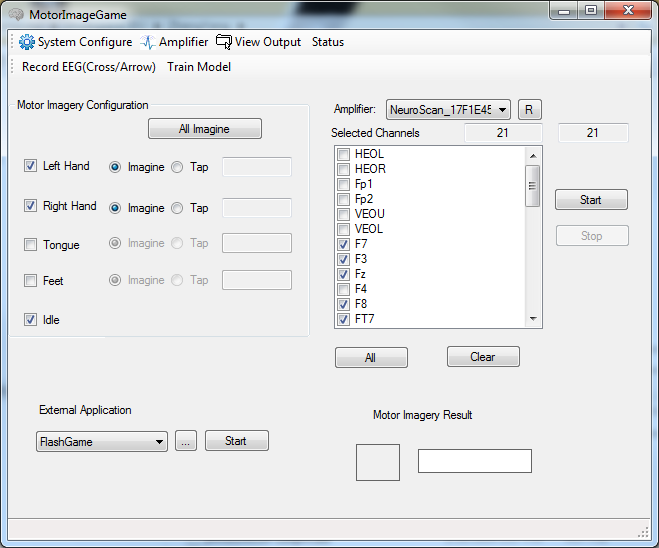 MotorImageGame
System Configure Amplifier View Output Status
Record EEG(Cross/Arrow) Train Model
Motor Imagery Configuration
All Imagine
Left Hand Imagine Tap
Right Hand Imagine Tap
Tongue Imagine Tap
Feet Imagine Tap
Idle
Amplifier: NeuroScan_17F1E45 R
Selected Channels 21 21
HEOL
HEOR
Fp1
Fp2
VEOU
VEOL
F7
F3
Fz
F4
F8
FT7
Start
Stop
All Clear
External Application
FlashGame ... Start
Motor Imagery Result